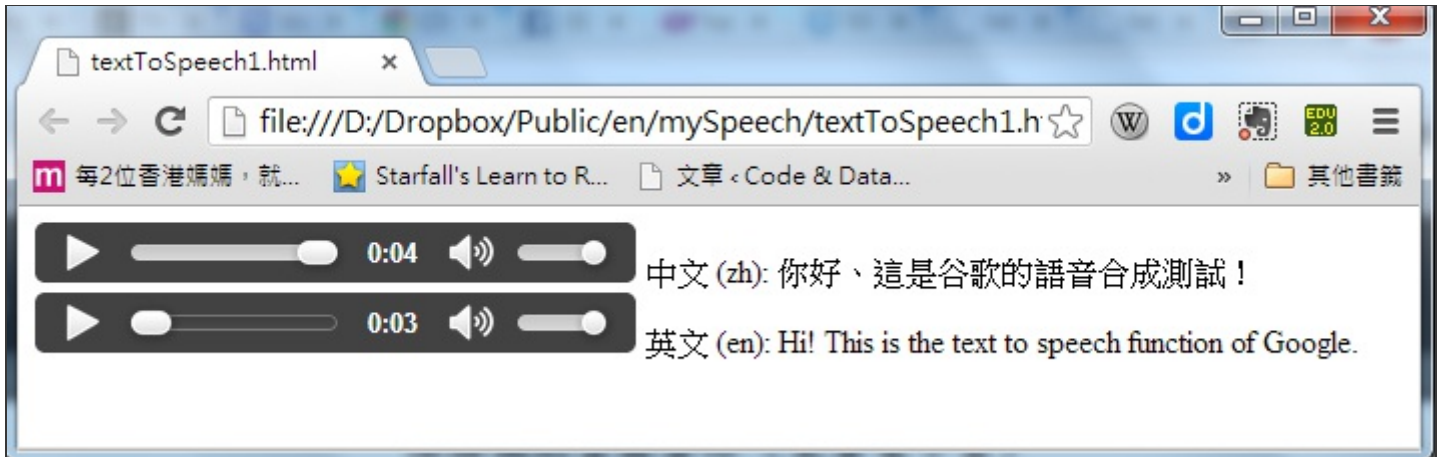 textToSpeech1.html
file:///D:/Dropbox/Public/en/mySpeech/textToSpeech1.h
W
d
EDU
2.0
m 每2位香港媽媽,就... Starfall's Learn to R... 文章 ‹ Code & Data... » 其他書籤
0:04 中文 (zh): 你好、這是谷歌的語音合成測試!
0:03 英文 (en): Hi! This is the text to speech function of Google.